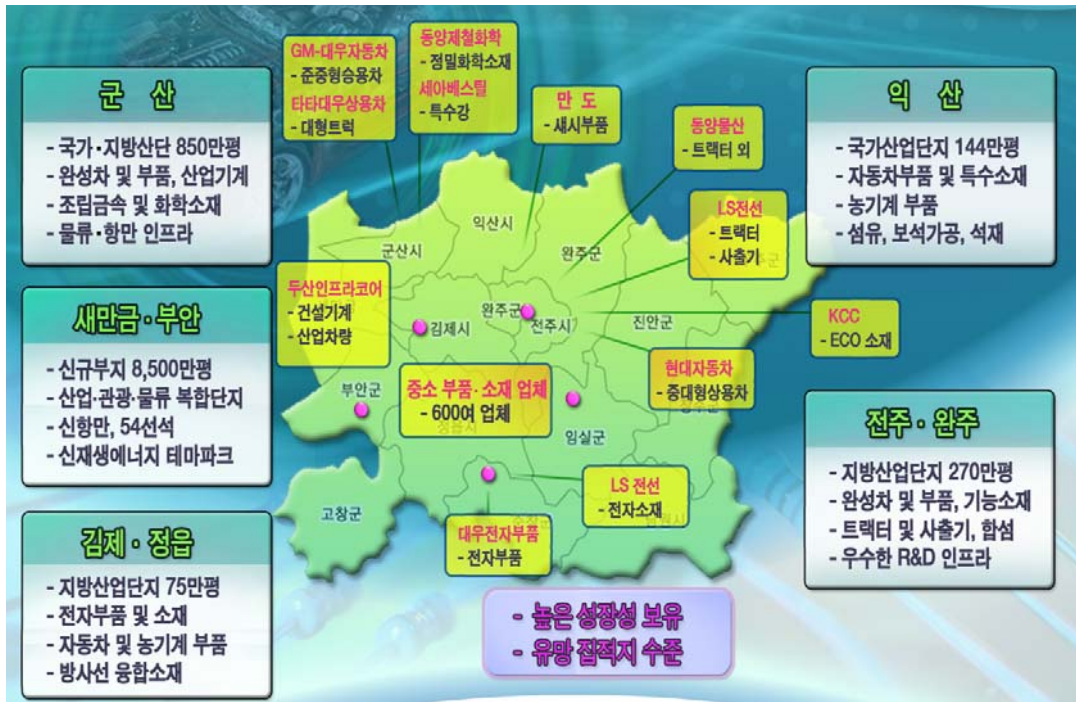 군 산
- 국가·지방산단 850만평
- 완성차 및 부품, 산업기계
- 조립금속 및 화학소재
- 물류·항만 인프라
새만금·부안
- 신규부지 8,500만평
- 산업·관광·물류 복합단지
- 신항만, 54선석
- 신재생에너지 테마파크
김제·정읍
- 지방산업단지 75만평
- 전자부품 및 소재
- 자동차 및 농기계 부품
- 방사선 융합소재
GM-대우자동차
- 준중형승용차
타타대우상용차
- 대형트럭
동양제철화학
- 정밀화학소재
세아베스틸
- 특수강
만 도
- 섀시부품
동양물산
- 트랙터 외
LS전선
- 트랙터
- 사출기
두산인프라코어
- 건설기계
- 산업차량
KCC
- ECO 소재
현대자동차
- 중대형상용차
중소 부품·소재 업체
- 600여 업체
LS 전선
- 전자소재
대우전자부품
- 전자부품
군산시
익산시
완주군
김제시
완주군
전주시
진안군
부안군
정읍시
임실군
고창군
- 높은 성장성 보유
- 유망 집적지 수준
익 산
- 국가산업단지 144만평
- 자동차부품 및 특수소재
- 농기계 부품
- 섬유, 보석가공, 석재
전주·완주
- 지방산업단지 270만평
- 완성차 및 부품, 기능소재
- 트랙터 및 사출기, 합섬
- 우수한 R&D 인프라